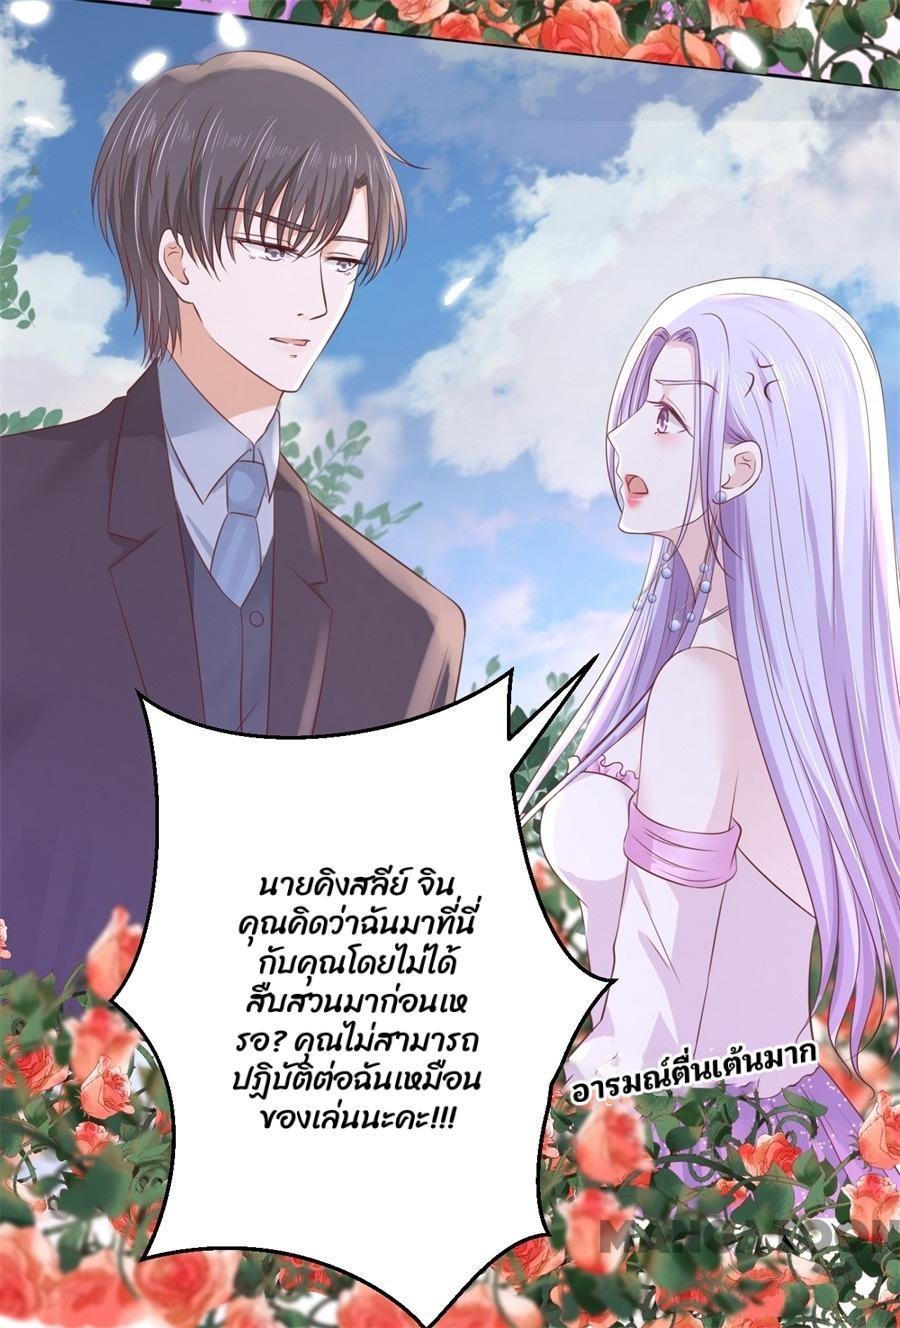 นายคิงสลีย์ จิน
คุณคิดว่าฉันมาที่นี่
กับคุณโดยไม่ได้
สืบสวนมาก่อนเห
รอ? คุณไม่สามารถ
ปฏิบัติต่อฉันเหมือน
ของเล่นนะคะ!!!
อารมณ์ตื่นเต้นมาก
MANGATOON